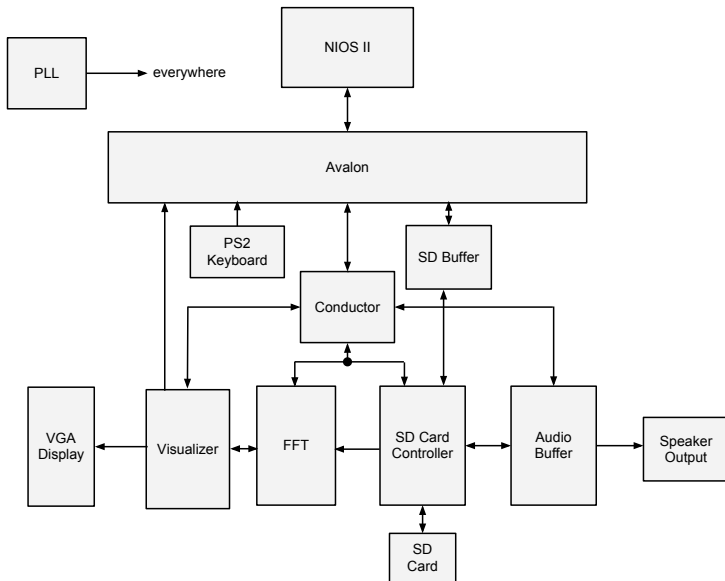 NIOS II
PLL
everywhere
Avalon
PS2
Keyboard
SD Buffer
Conductor
VGA
Display
Visualizer
FFT
SD Card
Controller
Audio
Buffer
Speaker
Output
SD
Card